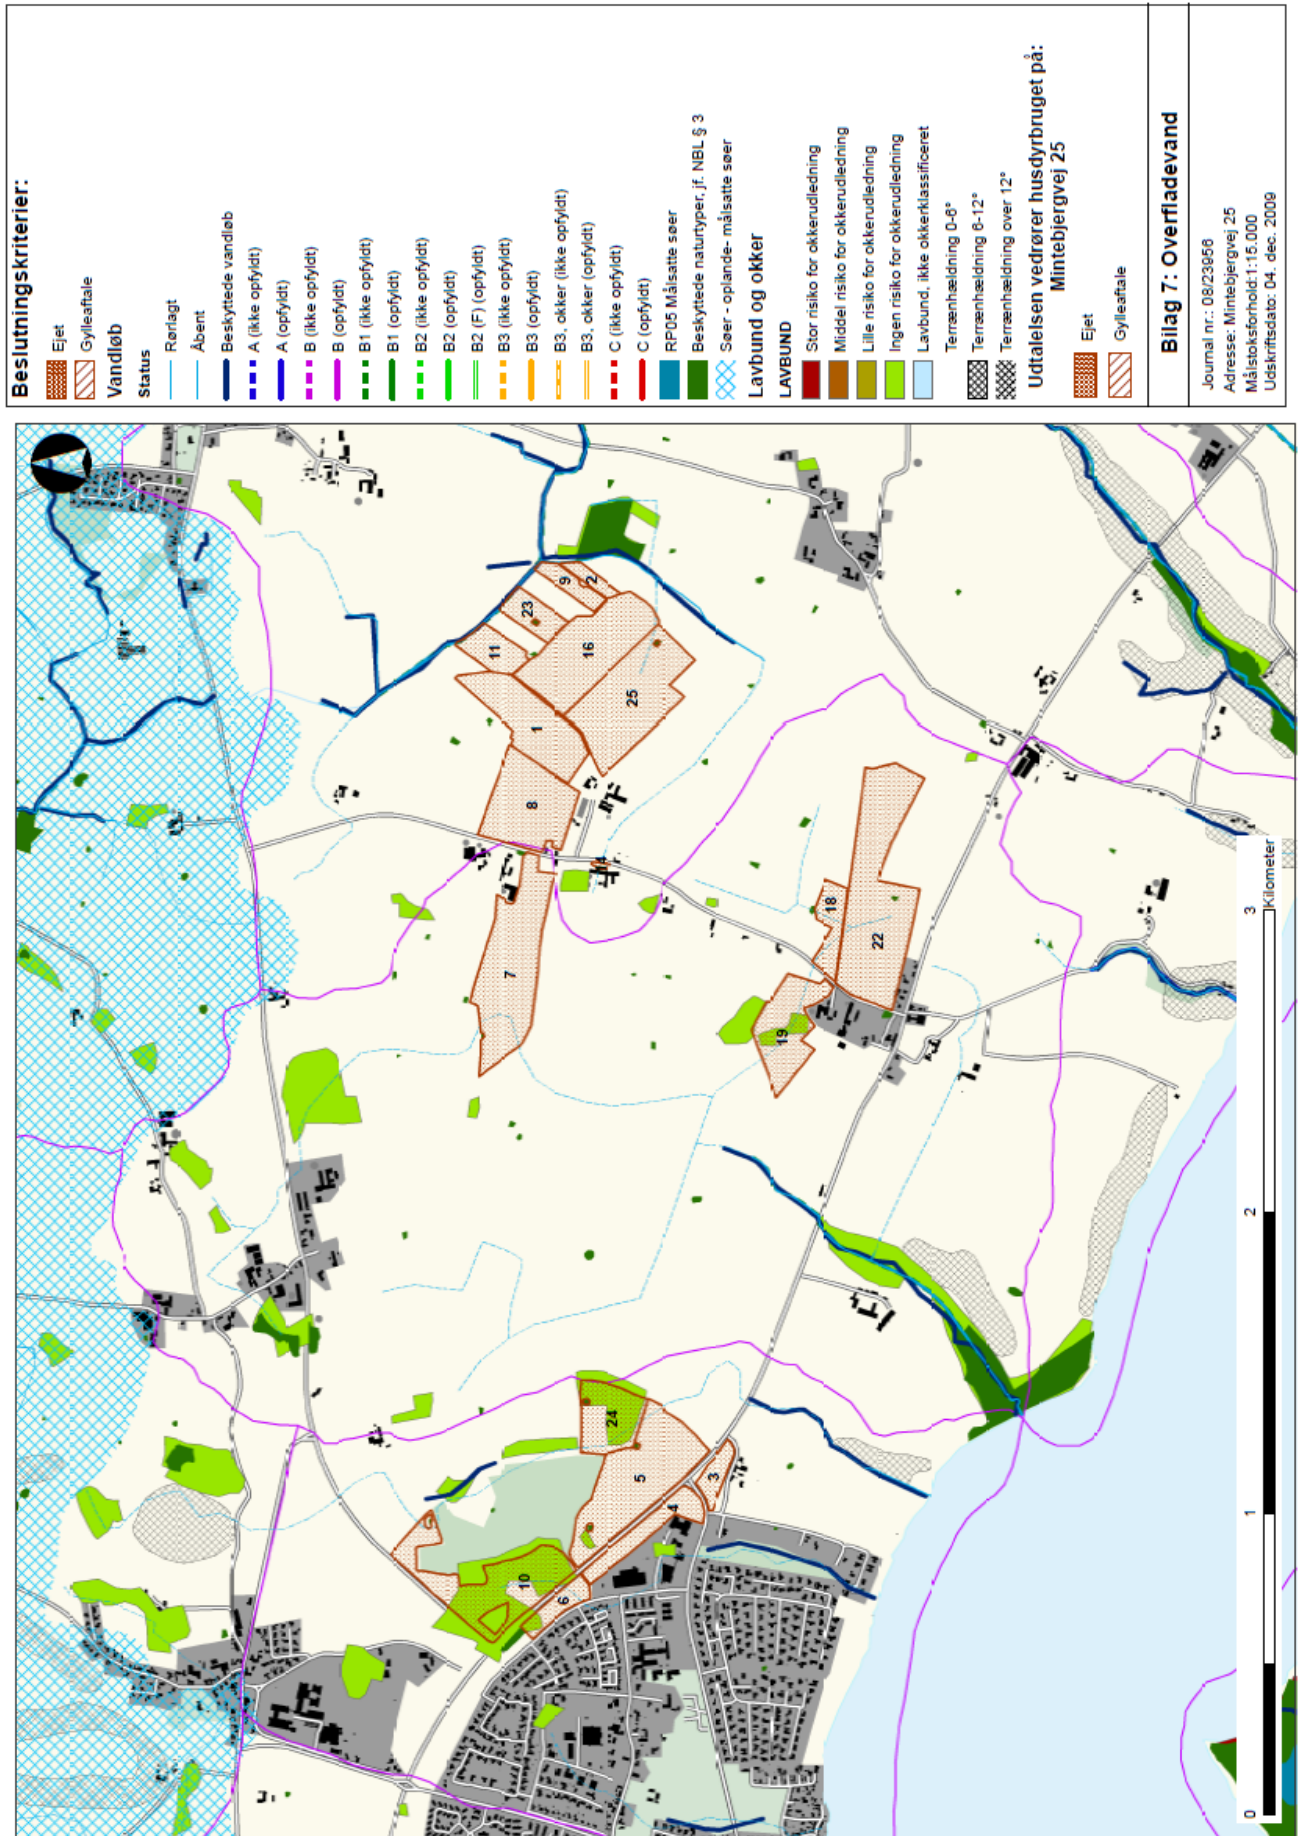 Beslutningskriterier:
Ejet
Gylleaftale
Vandløb
Status
Rørlagt
Åbent
Beskyttede vandløb
A (ikke opfyldt)
A (opfyldt)
B (ikke opfyldt)
B (opfyldt)
B1 (ikke opfyldt)
B1 (opfyldt)
B2 (ikke opfyldt)
B2 (opfyldt)
B2 (F) (opfyldt)
B3 (ikke opfyldt)
B3 (opfyldt)
B3, okker (ikke opfyldt)
B3, okker (opfyldt)
C (ikke opfyldt)
C (opfyldt)
RP05 Målsatte søer
Beskyttede naturtyper, jf. NBL § 3
Søer - oplande- målsatte søer
Lavbund og okker
LAVBUND
Stor risiko for okkerudledning
Middel risiko for okkerudledning
Lille risiko for okkerudledning
Ingen risiko for okkerudledning
Lavbund, ikke okkerklassificeret
Terrænhældning 0-6°
Terrænhældning 6-12°
Terrænhældning over 12°
Udtalelsen vedrører husdyrbruget på:
Mintebjergvej 25
Ejet
Gylleaftale
Bilag 7: Overfladevand
Journal nr.: 08/23956
Adresse: Mintebjergvej 25
Målstoksforhold:1:15.000
Udskriftsdato: 04. dec. 2009
9
2
23
11
16
25
1
8
7
18
22
19
24
5
3
4
10
6
0
1
2
3
Kilometer